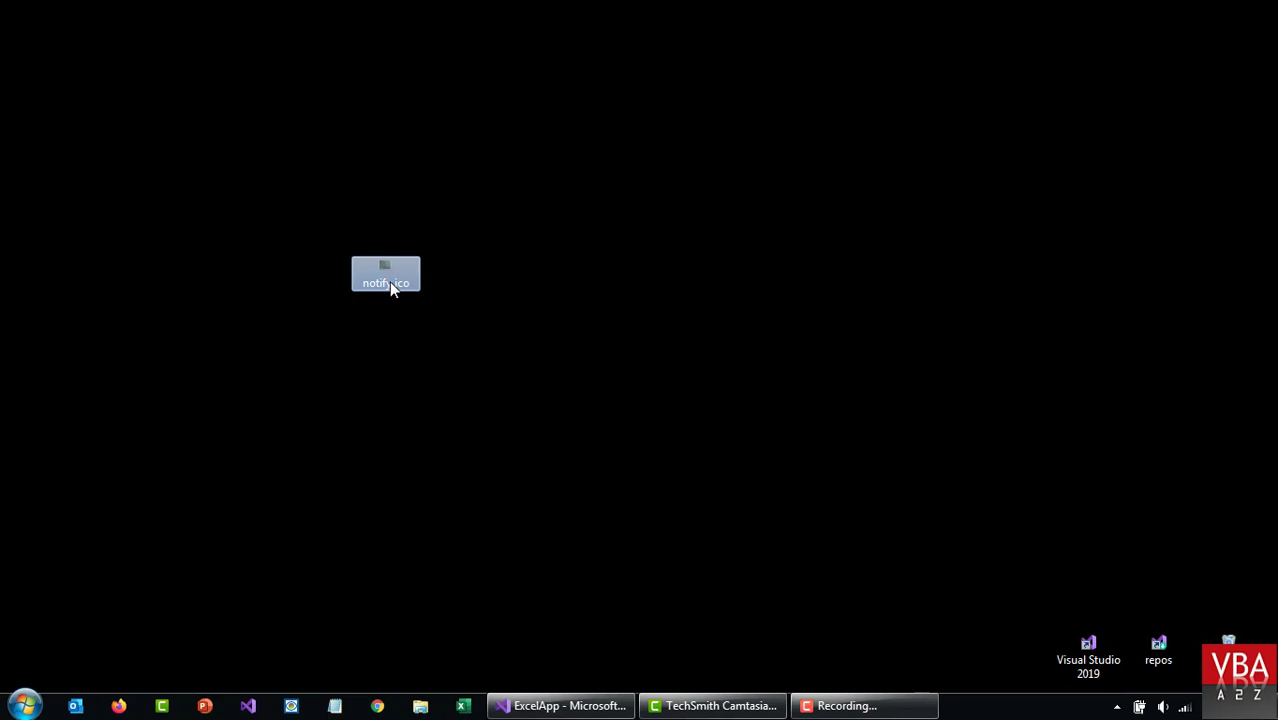 notify.ico
Visual Studio
2019
repos
ExcelApp - Microsoft...
TechSmith Camtasia...
Recording...
VBA
A 2 Z